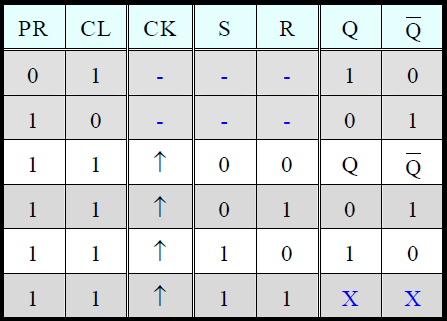 PR CL CK S R Q Q̅
0 1 - - - 1 0
1 0 - - - 0 1
1 1 ↑ 0 0 Q Q̅
1 1 ↑ 0 1 0 1
1 1 ↑ 1 0 1 0
1 1 ↑ 1 1 X X